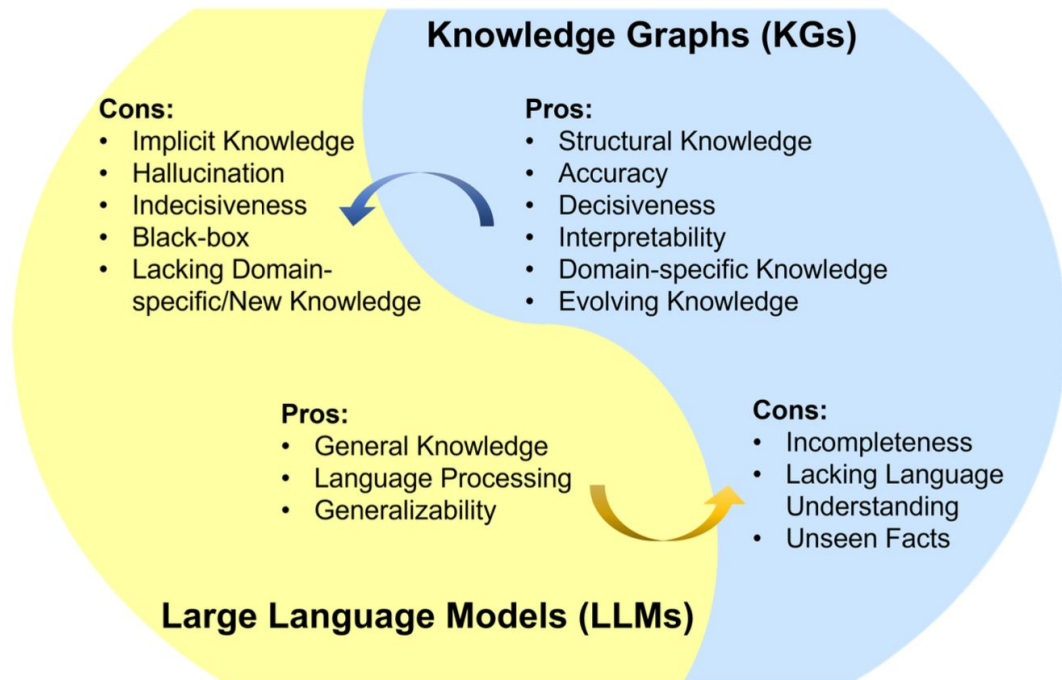 Knowledge Graphs (KGs)
Cons:
• Implicit Knowledge
• Hallucination
• Indecisiveness
• Black-box
• Lacking Domain-
specific/New Knowledge
Pros:
• Structural Knowledge
• Accuracy
• Decisiveness
• Interpretability
• Domain-specific Knowledge
• Evolving Knowledge
Pros:
• General Knowledge
• Language Processing
• Generalizability
Cons:
• Incompleteness
• Lacking Language
Understanding
• Unseen Facts
Large Language Models (LLMs)